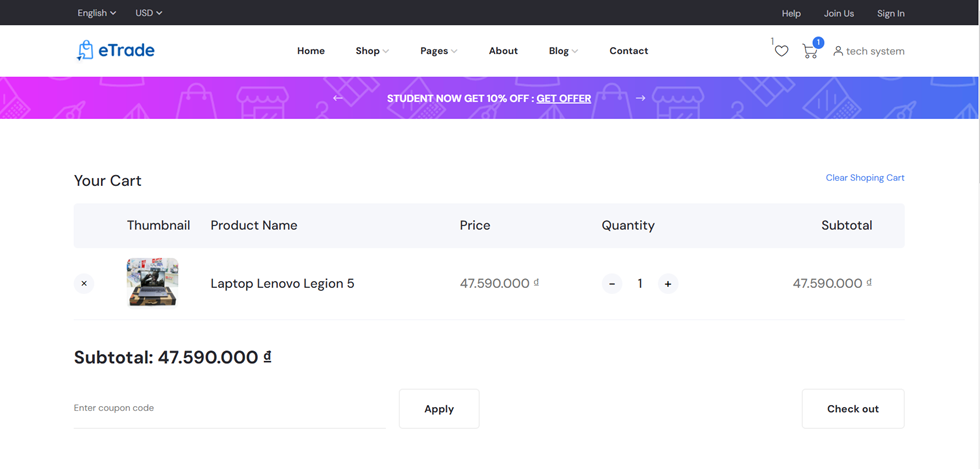 English USD Help Join Us Sign In
eTrade Home Shop Pages About Blog Contact 1 1 tech system
← STUDENT NOW GET 10% OFF : GET OFFER →
Your Cart Clear Shoping Cart
Thumbnail Product Name Price Quantity Subtotal
× Laptop Lenovo Legion 5 47.590.000 ₫ − 1 + 47.590.000 ₫
Subtotal: 47.590.000 ₫
Enter coupon code Apply Check out